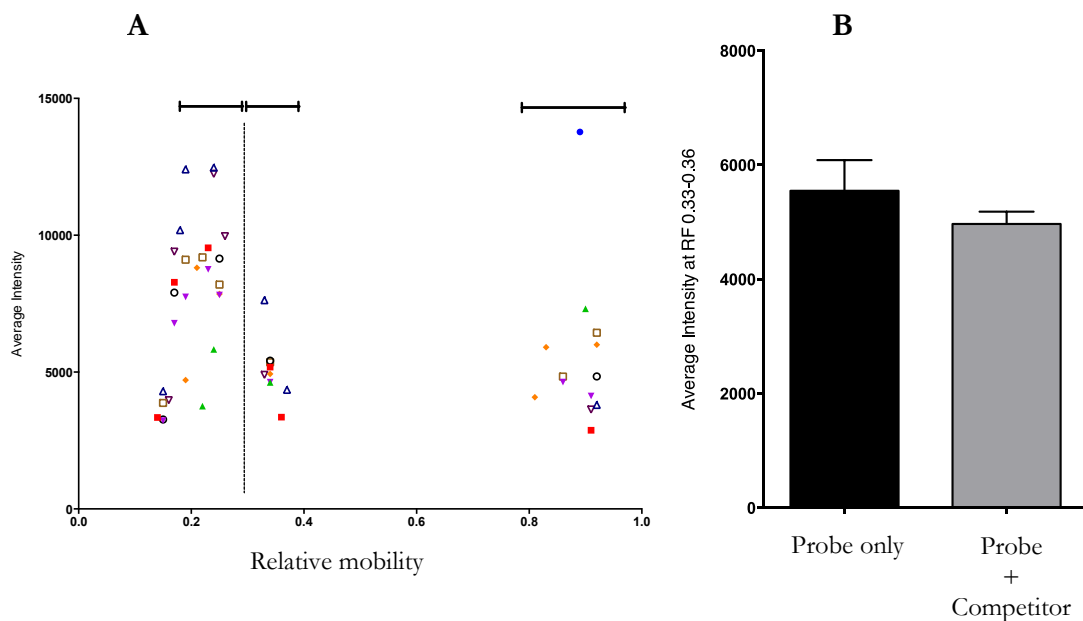 A
Average Intensity
15000
10000
5000
0
0.0 0.2 0.4 0.6 0.8 1.0
Relative mobility
B
Average Intensity at RF 0.33-0.36
8000
6000
4000
2000
0
Probe only
Probe
+
Competitor